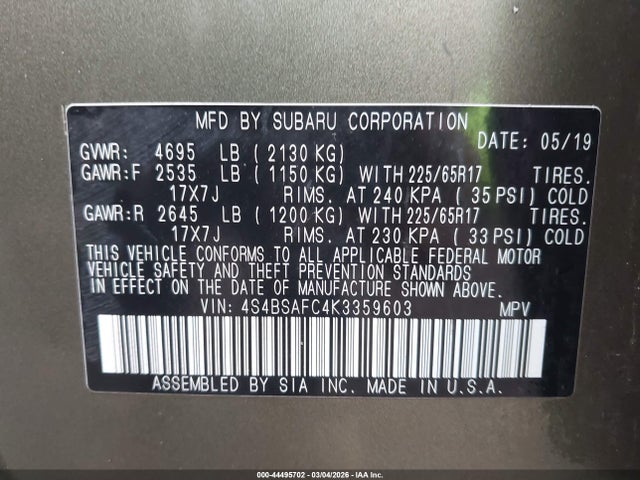 MFD BY SUBARU CORPORATION
DATE: 05/19
GVWR: 4695 LB ( 2130 KG)
GAWR:F 2535 LB ( 1150 KG) WITH 225/65R17 TIRES.
17X7J RIMS. AT 240 KPA ( 35 PSI) COLD
GAWR:R 2645 LB ( 1200 KG) WITH 225/65R17 TIRES.
17X7J RIMS. AT 230 KPA ( 33 PSI) COLD
THIS VEHICLE CONFORMS TO ALL APPLICABLE FEDERAL MOTOR
VEHICLE SAFETY AND THEFT PREVENTION STANDARDS
IN EFFECT ON THE DATE OF MANUFACTURE SHOWN ABOVE.
VIN: 4S4BSAFC4K3359603 MPV
ASSEMBLED BY SIA INC. MADE IN U.S.A.
000-44495702 - 03/04/2026 - IAA Inc.